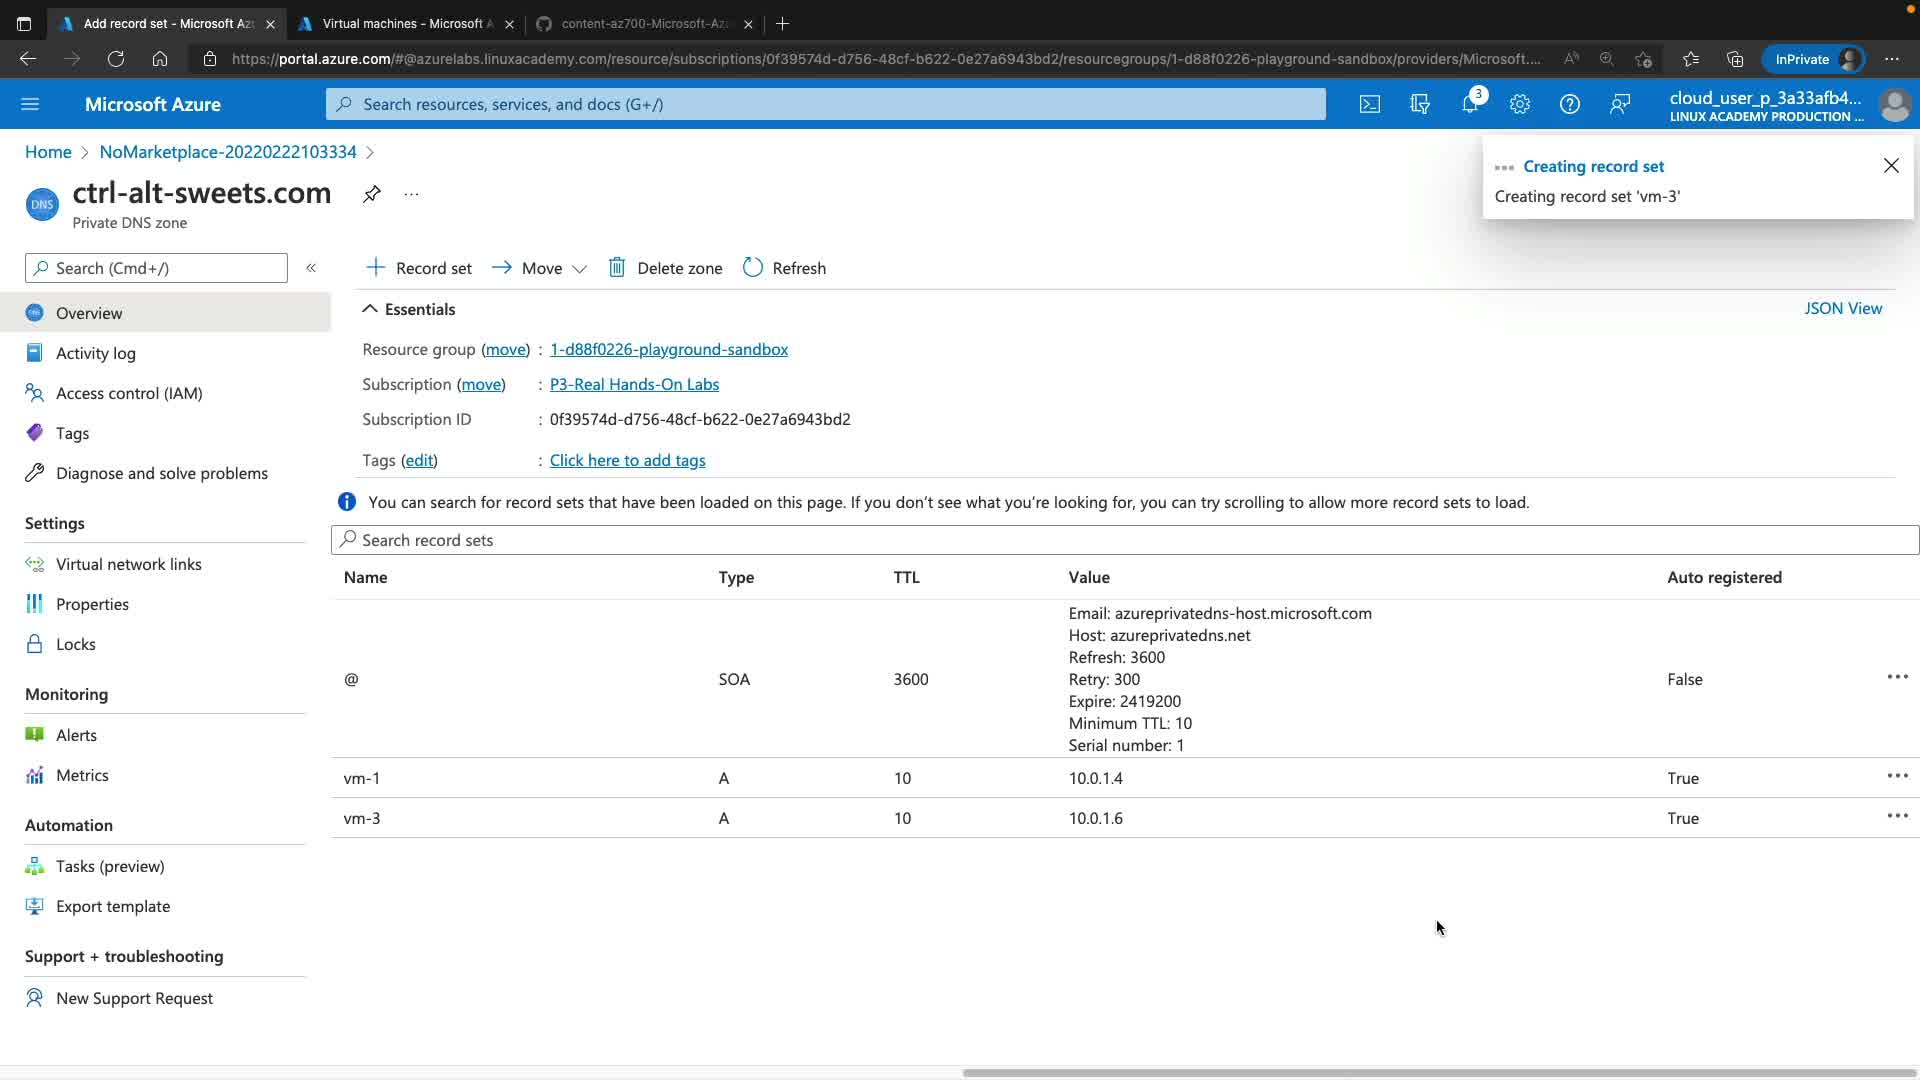 Add record set - Microsoft Az
Virtual machines - Microsoft A
content-az700-Microsoft-Az
https://portal.azure.com/#@azurelabs.linuxacademy.com/resource/subscriptions/0f39574d-d756-48cf-b622-0e27a6943bd2/resourcegroups/1-d88f0226-playground-sandbox/providers/Microsoft....
InPrivate
Microsoft Azure
Search resources, services, and docs (G+/)
3
cloud_user_p_3a33afb4...
LINUX ACADEMY PRODUCTION ...
Home > NoMarketplace-20220222103334 >
Creating record set
Creating record set 'vm-3'
DNS
ctrl-alt-sweets.com
...
Private DNS zone
Search (Cmd+/)
«
Record set
Move
Delete zone
Refresh
Overview
Activity log
Access control (IAM)
Tags
Diagnose and solve problems
Settings
Virtual network links
Properties
Locks
Monitoring
Alerts
Metrics
Automation
Tasks (preview)
Export template
Support + troubleshooting
New Support Request
Essentials
JSON View
Resource group (move) : 1-d88f0226-playground-sandbox
Subscription (move) : P3-Real Hands-On Labs
Subscription ID : 0f39574d-d756-48cf-b622-0e27a6943bd2
Tags (edit) : Click here to add tags
You can search for record sets that have been loaded on this page. If you don't see what you're looking for, you can try scrolling to allow more record sets to load.
Search record sets
Name Type TTL Value Auto registered
Email: azureprivatedns-host.microsoft.com
Host: azureprivatedns.net
Refresh: 3600
@ SOA 3600 Retry: 300 False
Expire: 2419200
Minimum TTL: 10
Serial number: 1
vm-1 A 10 10.0.1.4 True
vm-3 A 10 10.0.1.6 True